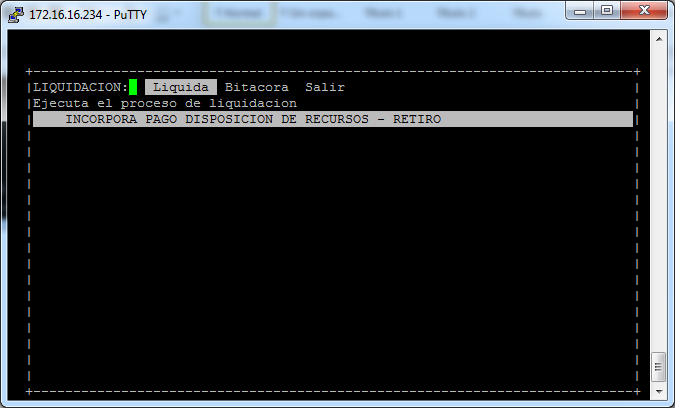 172.16.16.234 - PuTTY
LIQUIDACION: Liquida Bitacora Salir
Ejecuta el proceso de liquidacion
INCORPORA PAGO DISPOSICION DE RECURSOS - RETIRO